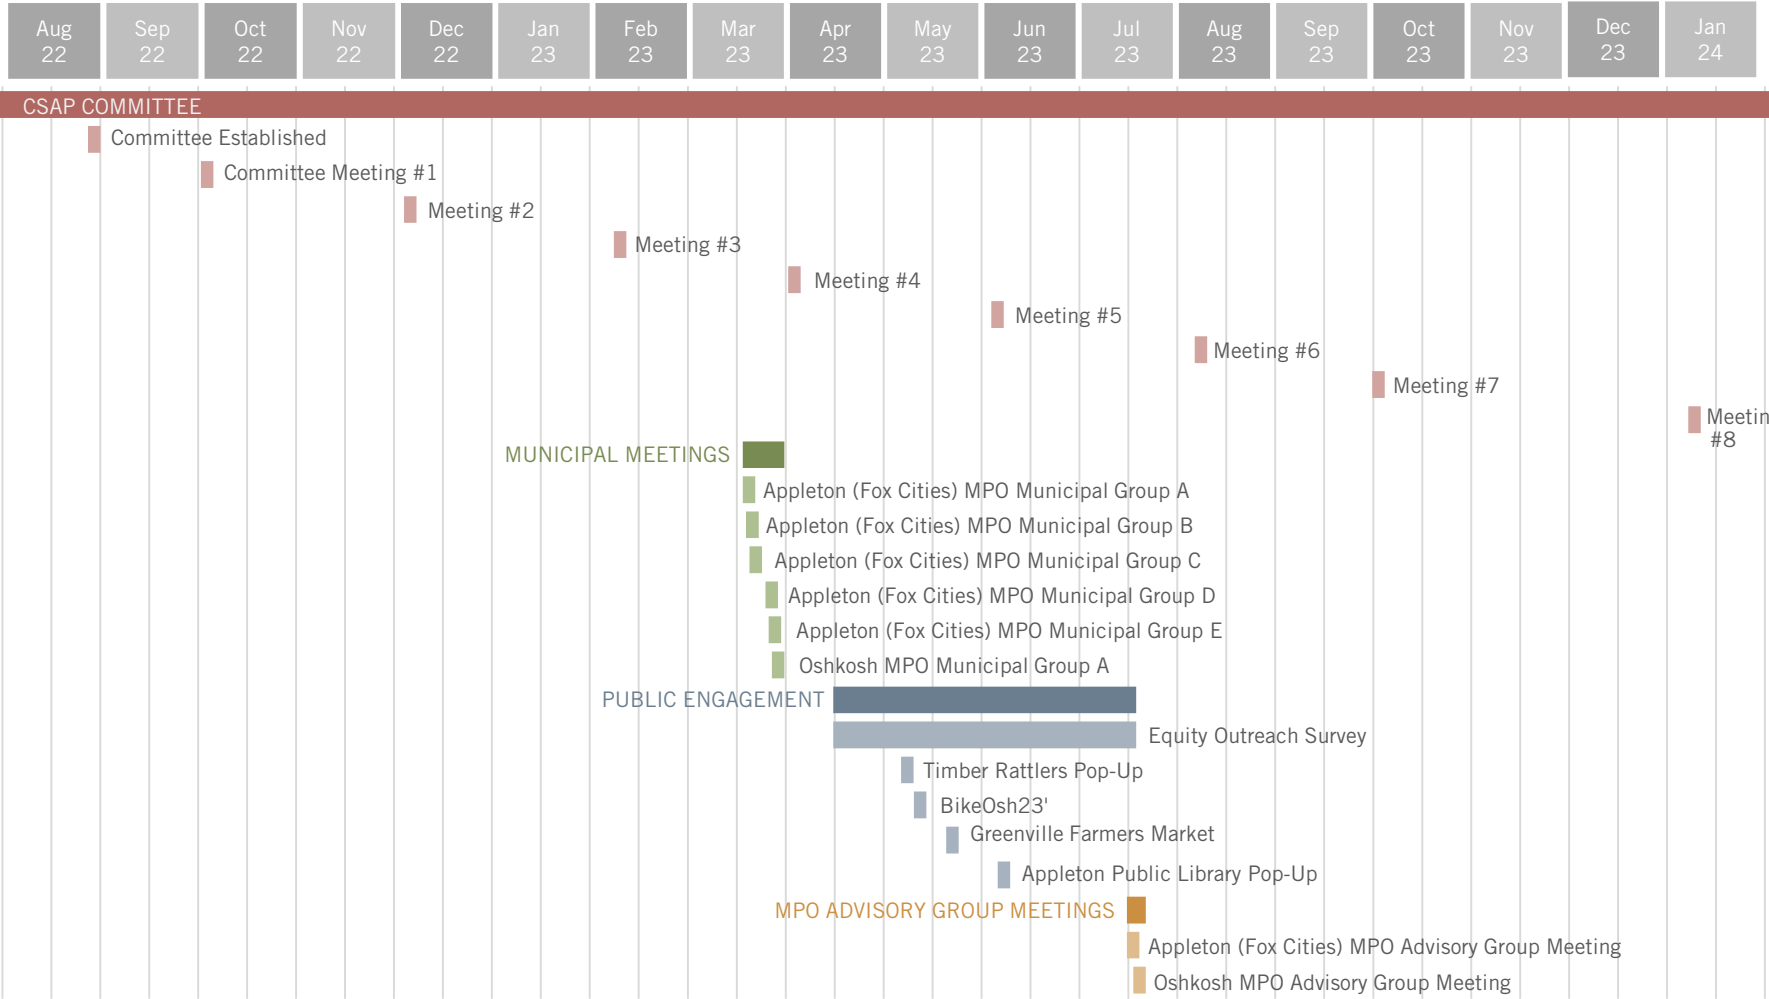 Aug Sep Oct Nov Dec Jan Feb Mar Apr May Jun Jul Aug Sep Oct Nov Dec Jan
22 22 22 22 22 23 23 23 23 23 23 23 23 23 23 23 23 24
CSAP COMMITTEE
Committee Established
Committee Meeting #1
Meeting #2
Meeting #3
Meeting #4
Meeting #5
Meeting #6
Meeting #7
Meetin
#8
MUNICIPAL MEETINGS
Appleton (Fox Cities) MPO Municipal Group A
Appleton (Fox Cities) MPO Municipal Group B
Appleton (Fox Cities) MPO Municipal Group C
Appleton (Fox Cities) MPO Municipal Group D
Appleton (Fox Cities) MPO Municipal Group E
Oshkosh MPO Municipal Group A
PUBLIC ENGAGEMENT
Equity Outreach Survey
Timber Rattlers Pop-Up
BikeOsh23'
Greenville Farmers Market
Appleton Public Library Pop-Up
MPO ADVISORY GROUP MEETINGS
Appleton (Fox Cities) MPO Advisory Group Meeting
Oshkosh MPO Advisory Group Meeting